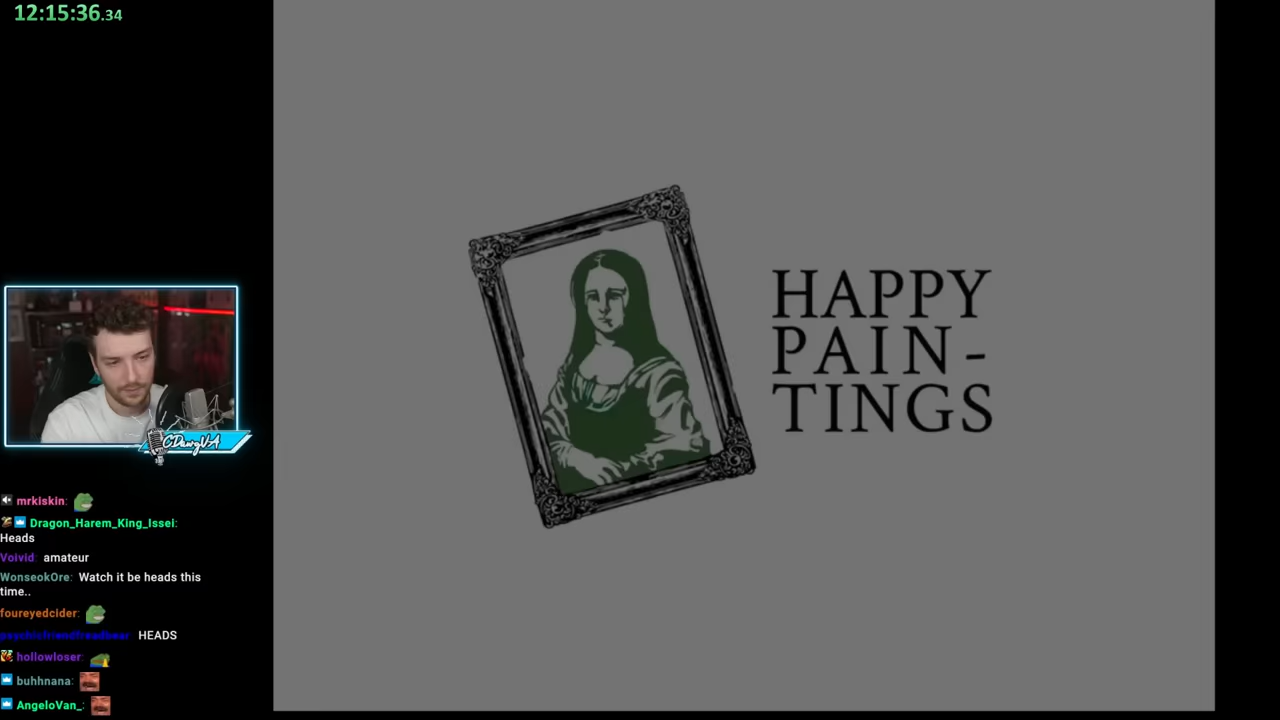 12:15:36.34
HAPPY
PAIN-
TINGS
CDawgVA
mrkiskin:
Dragon_Harem_King_Issei:
Heads
Voivid: amateur
WonseokOre: Watch it be heads this
time..
foureyedcider:
psychicfriendfreadbear: HEADS
hollowloser:
buhhnana:
AngeloVan_: